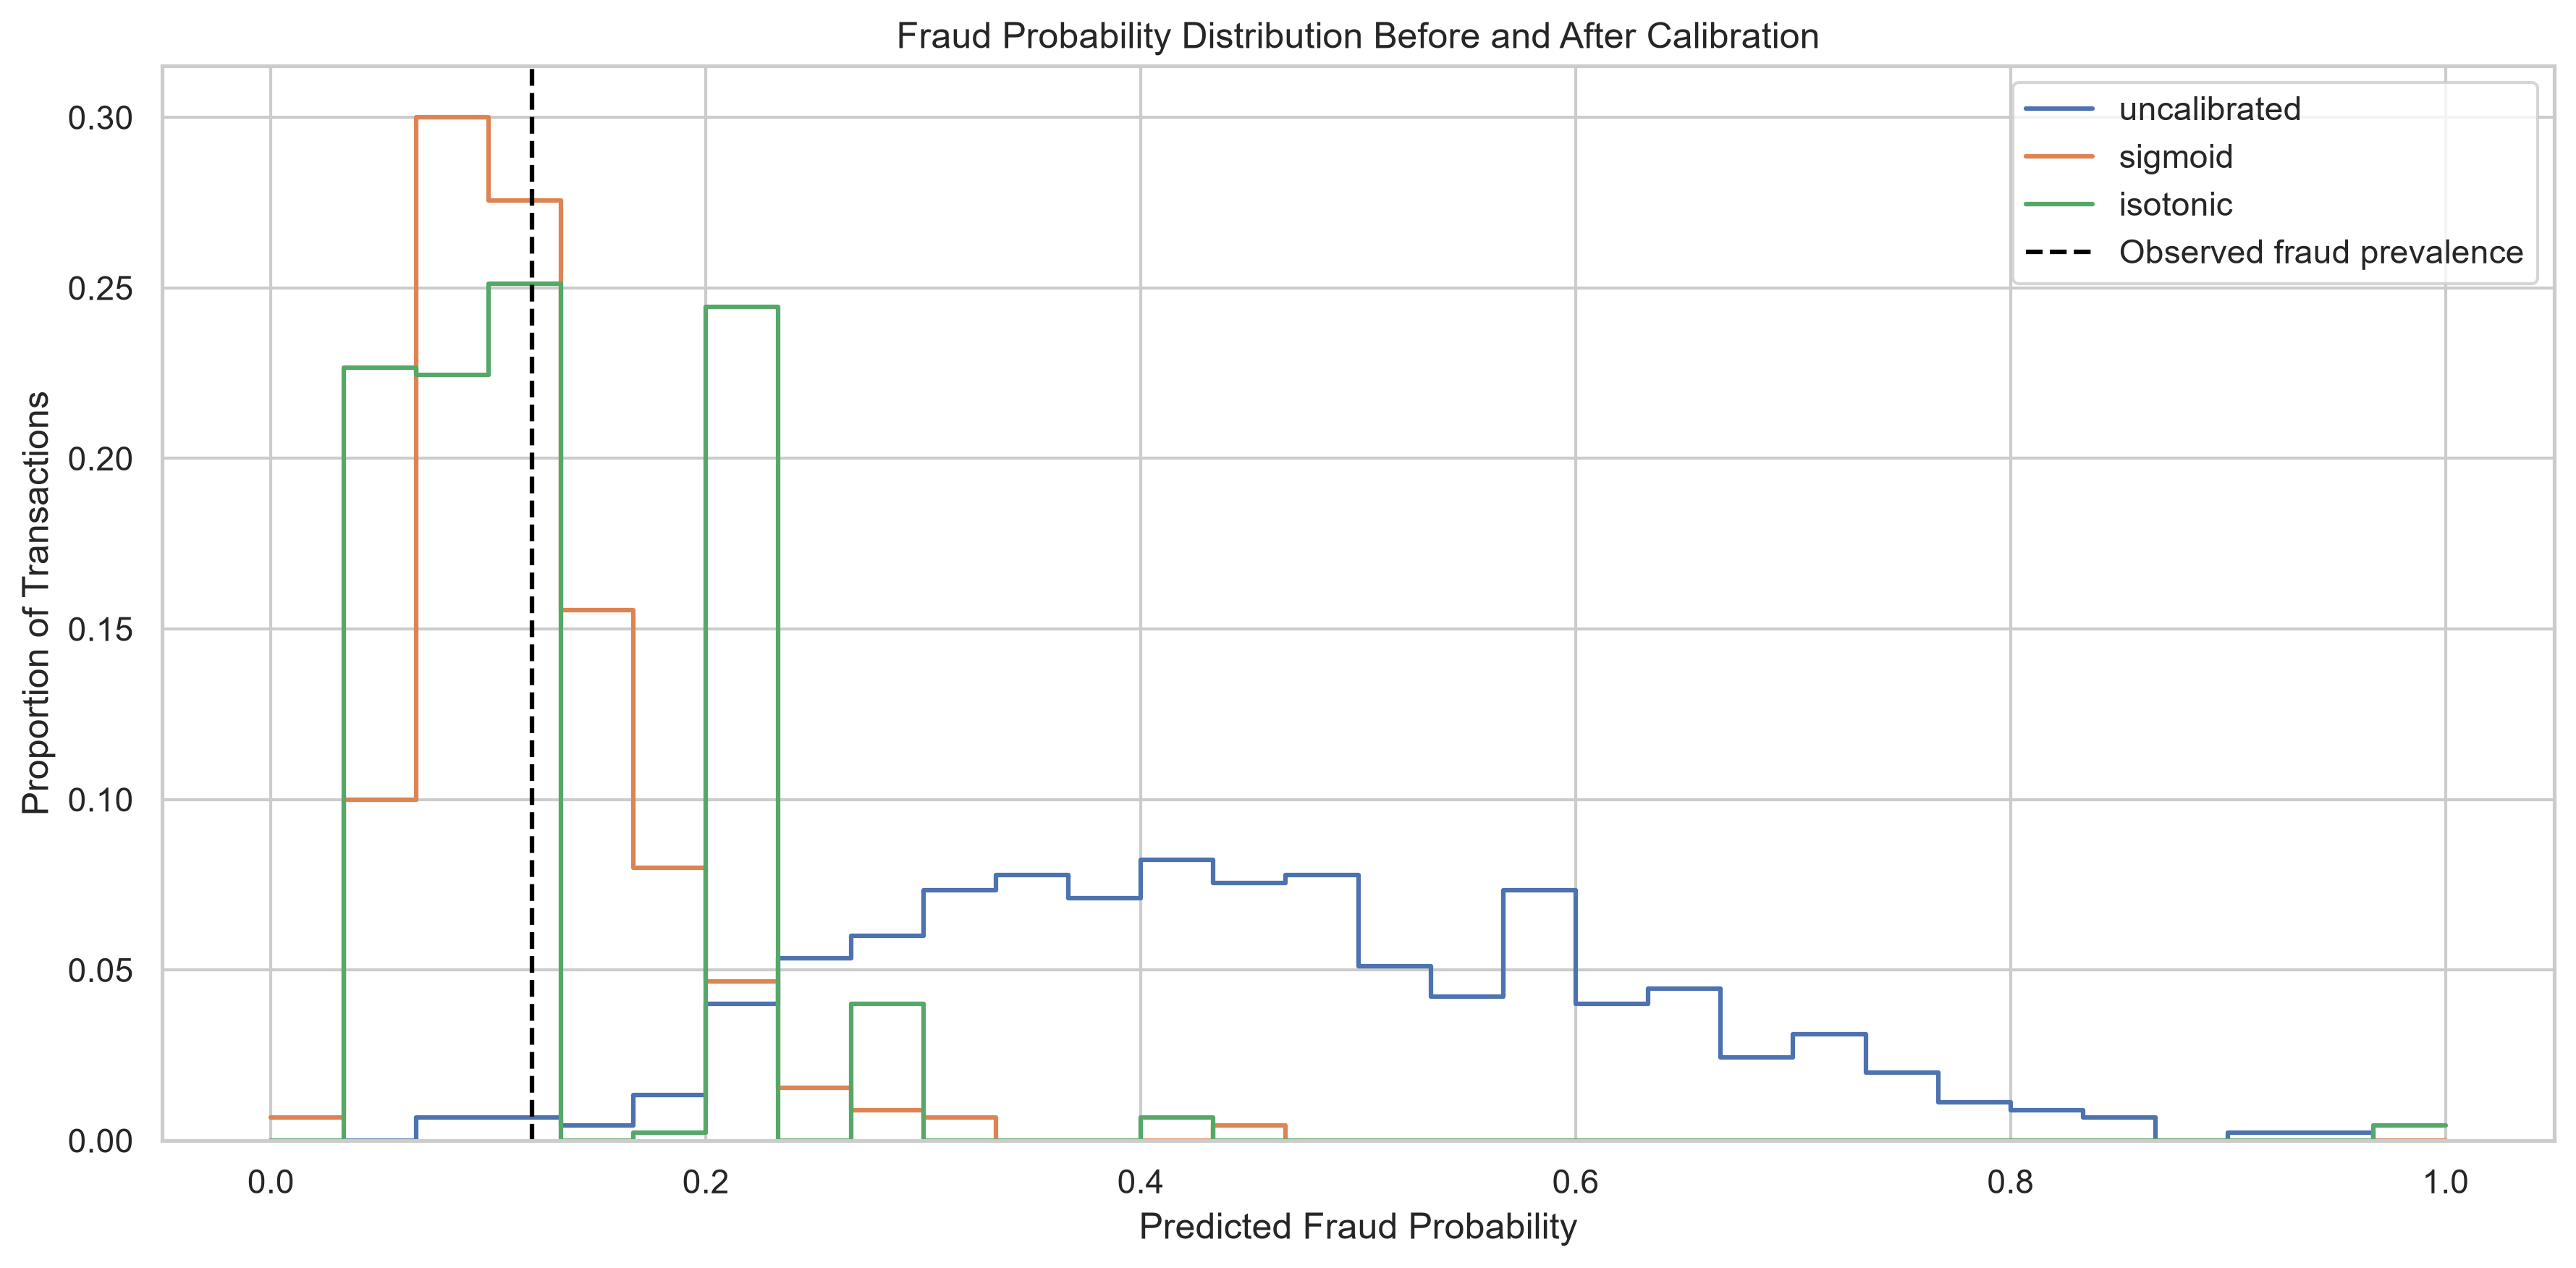 Fraud Probability Distribution Before and After Calibration
uncalibrated
sigmoid
isotonic
Observed fraud prevalence
Proportion of Transactions
0.30
0.25
0.20
0.15
0.10
0.05
0.00
0.0 0.2 0.4 0.6 0.8 1.0
Predicted Fraud Probability